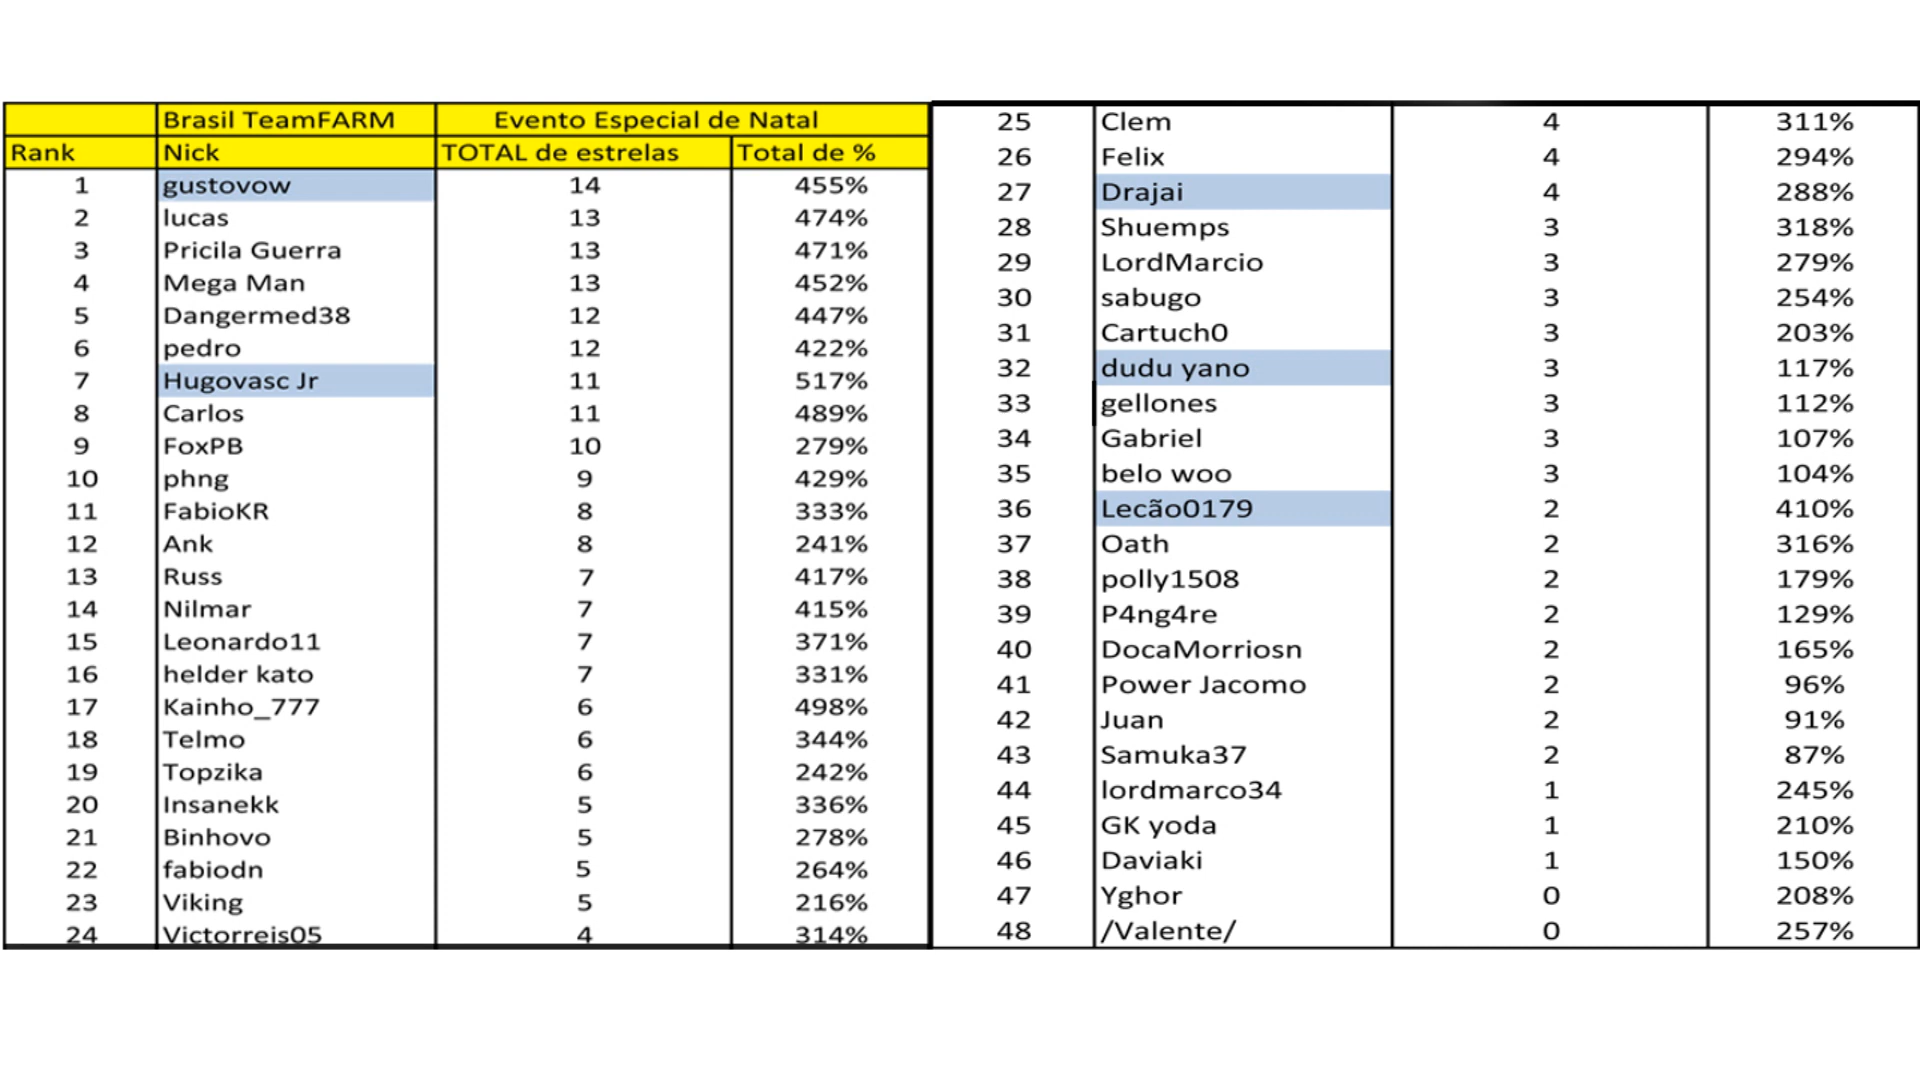 Brasil TeamFARM Evento Especial de Natal
Rank Nick TOTAL de estrelas Total de %
1 gustovow 14 455%
2 lucas 13 474%
3 Pricila Guerra 13 471%
4 Mega Man 13 452%
5 Dangermed38 12 447%
6 pedro 12 422%
7 Hugovasc Jr 11 517%
8 Carlos 11 489%
9 FoxPB 10 279%
10 phng 9 429%
11 FabioKR 8 333%
12 Ank 8 241%
13 Russ 7 417%
14 Nilmar 7 415%
15 Leonardo11 7 371%
16 helder kato 7 331%
17 Kainho_777 6 498%
18 Telmo 6 344%
19 Topzika 6 242%
20 Insanekk 5 336%
21 Binhovo 5 278%
22 fabiodn 5 264%
23 Viking 5 216%
24 Victorreis05 4 314%
25 Clem 4 311%
26 Felix 4 294%
27 Drajai 4 288%
28 Shuemps 3 318%
29 LordMarcio 3 279%
30 sabugo 3 254%
31 Cartuch0 3 203%
32 dudu yano 3 117%
33 gellones 3 112%
34 Gabriel 3 107%
35 belo woo 3 104%
36 Lecão0179 2 410%
37 Oath 2 316%
38 polly1508 2 179%
39 P4ng4re 2 129%
40 DocaMorriosn 2 165%
41 Power Jacomo 2 96%
42 Juan 2 91%
43 Samuka37 2 87%
44 lordmarco34 1 245%
45 GK yoda 1 210%
46 Daviaki 1 150%
47 Yghor 0 208%
48 /Valente/ 0 257%